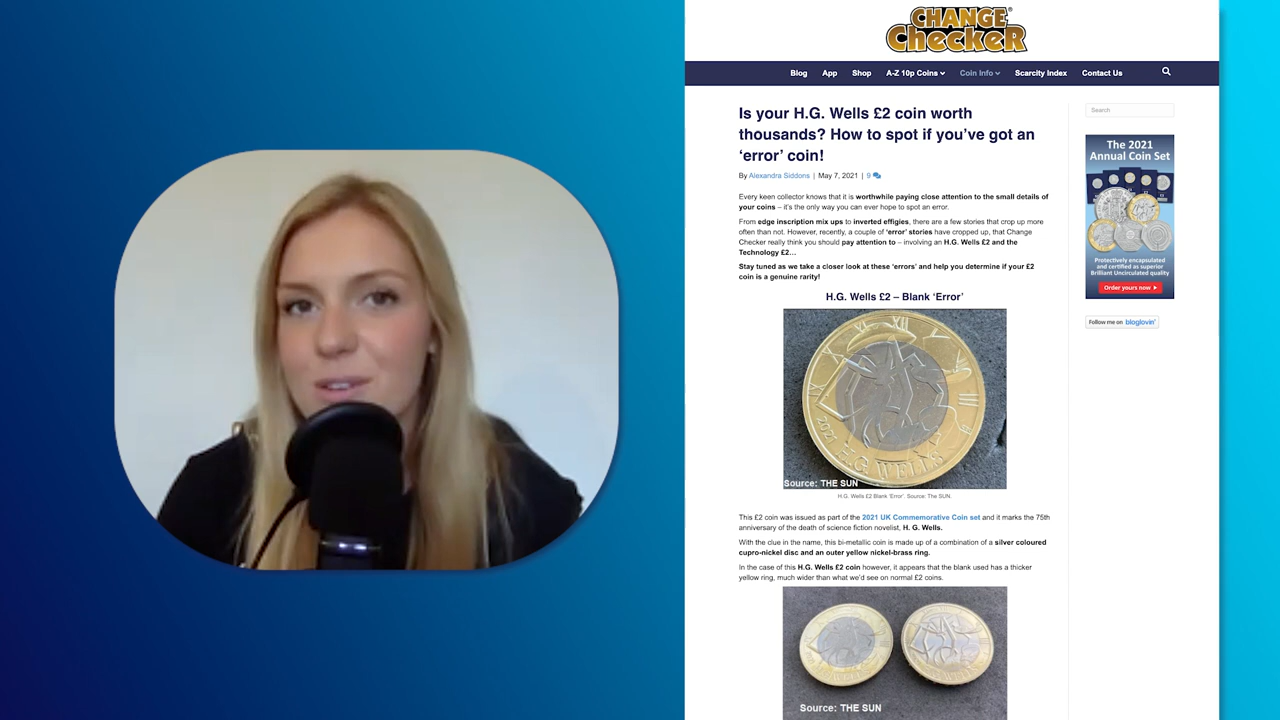 CHANGE
CHECKER
Blog App Shop A-Z 10p Coins Coin Info Scarcity Index Contact Us
Is your H.G. Wells £2 coin worth
thousands? How to spot if you’ve got an
‘error’ coin!
By Alexandra Siddons | May 7, 2021 | 9
Every keen collector knows that it is worthwhile paying close attention to the small details of
your coins – it’s the only way you can ever hope to spot an error.
From edge inscription mix ups to inverted effigies, there are a few stories that crop up more
often than not. However, recently, a couple of ‘error’ stories have cropped up, that Change
Checker really think you should pay attention to – involving an H.G. Wells £2 and the
Technology £2…
Stay tuned as we take a closer look at these ‘errors’ and help you determine if your £2
coin is a genuine rarity!
H.G. Wells £2 – Blank ‘Error’
2021 H.G. WELLS
Source: THE SUN
H.G. Wells £2 Blank ‘Error’. Source: The SUN.
This £2 coin was issued as part of the 2021 UK Commemorative Coin set and it marks the 75th
anniversary of the death of science fiction novelist, H. G. Wells.
With the clue in the name, this bi-metallic coin is made up of a combination of a silver coloured
cupro-nickel disc and an outer yellow nickel-brass ring.
In the case of this H.G. Wells £2 coin however, it appears that the blank used has a thicker
yellow ring, much wider than what we’d see on normal £2 coins.
Source: THE SUN
Search
The 2021
Annual Coin Set
Protectively encapsulated
and certified as superior
Brilliant Uncirculated quality
Order yours now
Follow me on bloglovin’